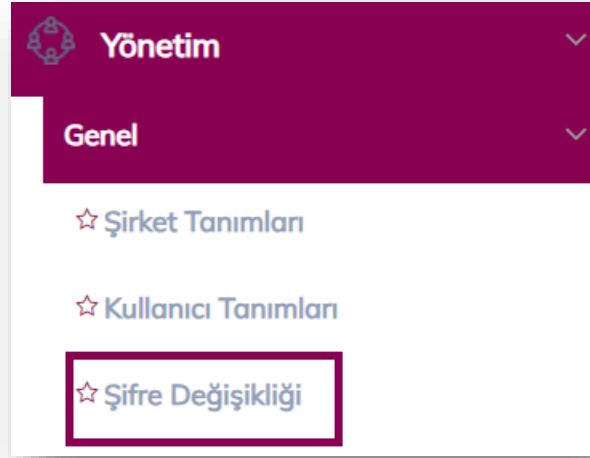 Yönetim
Genel
Şirket Tanımları
Kullanıcı Tanımları
Şifre Değişikliği